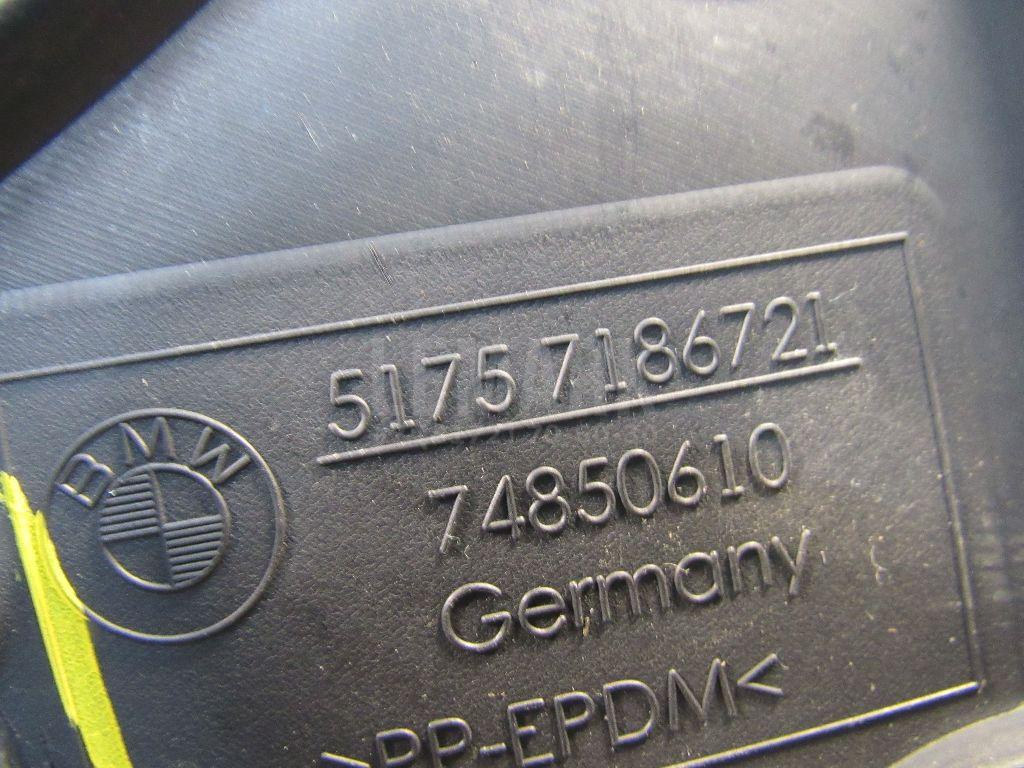 5175 7186721
BMW
74850610
Germany
>PP-EPDM<